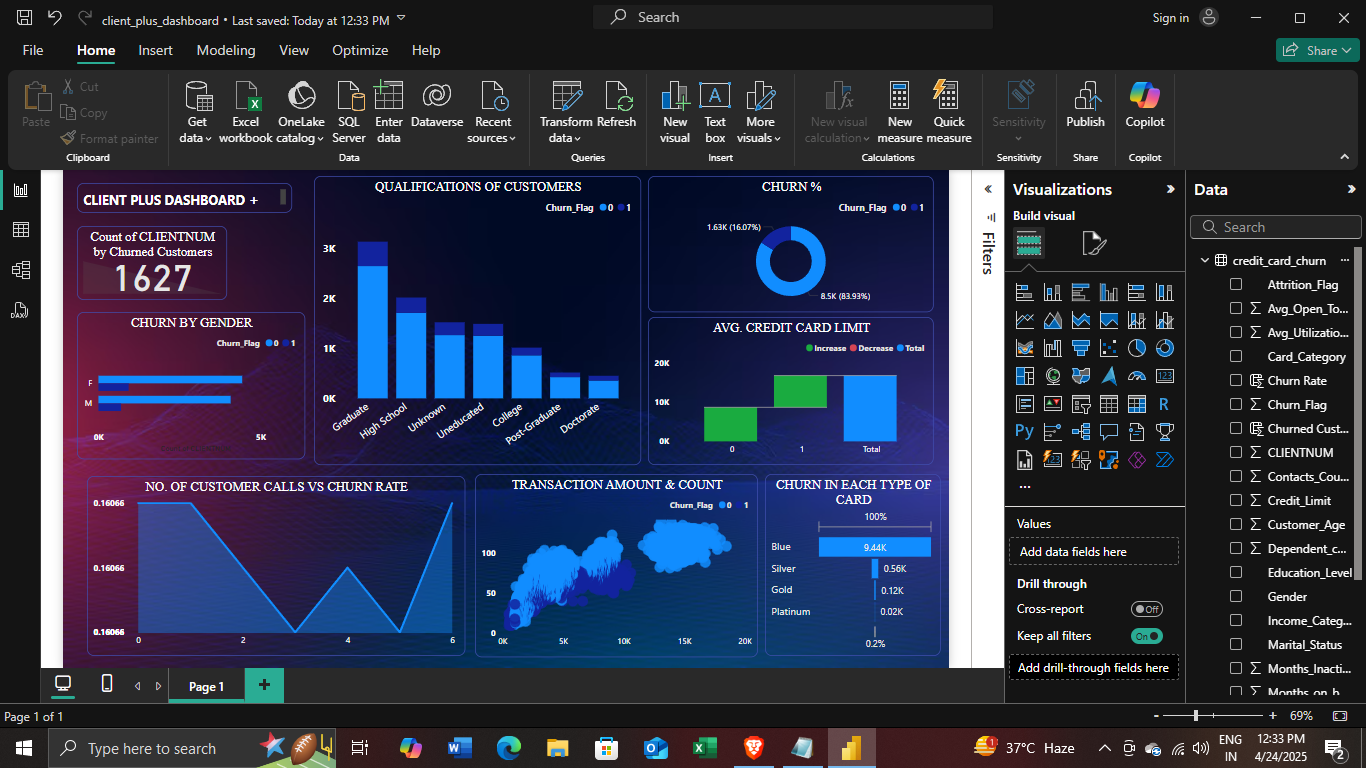 client_plus_dashboard • Last saved: Today at 12:33 PM
Search
Sign in
File
Home
Insert
Modeling
View
Optimize
Help
Share
Paste
Cut
Copy
Format painter
Clipboard
Get data
Excel workbook
OneLake catalog
SQL Server
Enter data
Dataverse
Recent sources
Data
Transform data
Refresh
Queries
New visual
Text box
More visuals
Insert
New visual calculation
New measure
Quick measure
Calculations
Sensitivity
Sensitivity
Publish
Share
Copilot
Copilot
CLIENT PLUS DASHBOARD +
Count of CLIENTNUM
by Churned Customers
1627
CHURN BY GENDER
Churn_Flag 0 1
F
M
0K 5K
QUALIFICATIONS OF CUSTOMERS
Churn_Flag 0 1
3K
2K
1K
0K
Graduate
High School
Unknown
Uneducated
College
Post-Graduate
Doctorate
CHURN %
Churn_Flag 0 1
1.63K (16.07%)
8.5K (83.93%)
AVG. CREDIT CARD LIMIT
Increase Decrease Total
20K
10K
0K
0 1 Total
NO. OF CUSTOMER CALLS VS CHURN RATE
0.16066
0.16066
0.16066
0 2 4 6
TRANSACTION AMOUNT & COUNT
Churn_Flag 0 1
100
50
0
0K 5K 10K 15K 20K
CHURN IN EACH TYPE OF
CARD
100%
Blue 9.44K
Silver 0.56K
Gold 0.12K
Platinum 0.02K
0.2%
Filters
Visualizations
Build visual
R
Py
123
...
Values
Add data fields here
Drill through
Cross-report Off
Keep all filters On
Add drill-through fields here
Data
Search
credit_card_churn ...
Attrition_Flag
Avg_Open_To...
Avg_Utilizatio...
Card_Category
Churn Rate
Churn_Flag
Churned Cust...
CLIENTNUM
Contacts_Cou...
Credit_Limit
Customer_Age
Dependent_c...
Education_Level
Gender
Income_Categ...
Marital_Status
Months_Inacti...
Months_on_b...
Page 1
Page 1 of 1
- + 69%
Type here to search
37°C Haze
ENG
IN
12:33 PM
4/24/2025
2